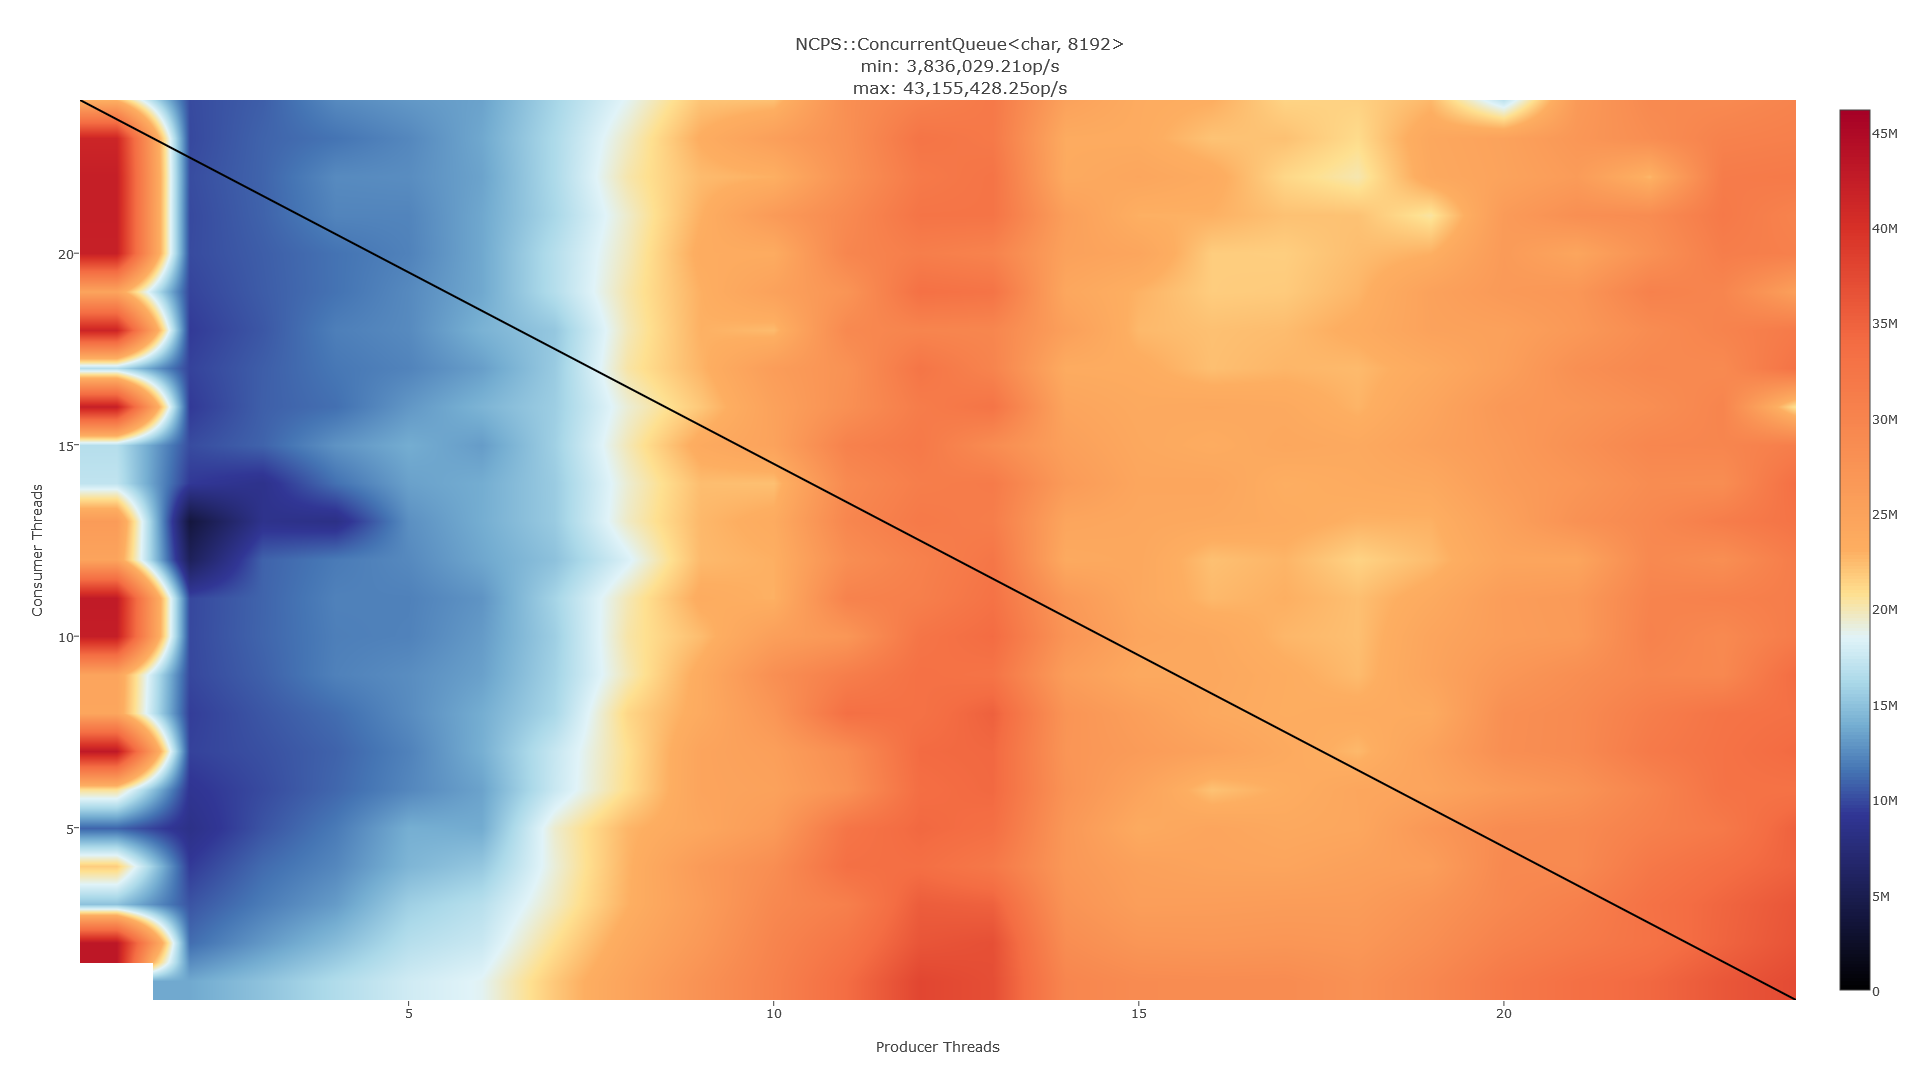 NCPS::ConcurrentQueue<char, 8192>
min: 3,836,029.21op/s
max: 43,155,428.25op/s
45M
40M
35M
30M
25M
20M
15M
10M
5M
0
20
15
10
5
Consumer Threads
5
10
15
20
Producer Threads